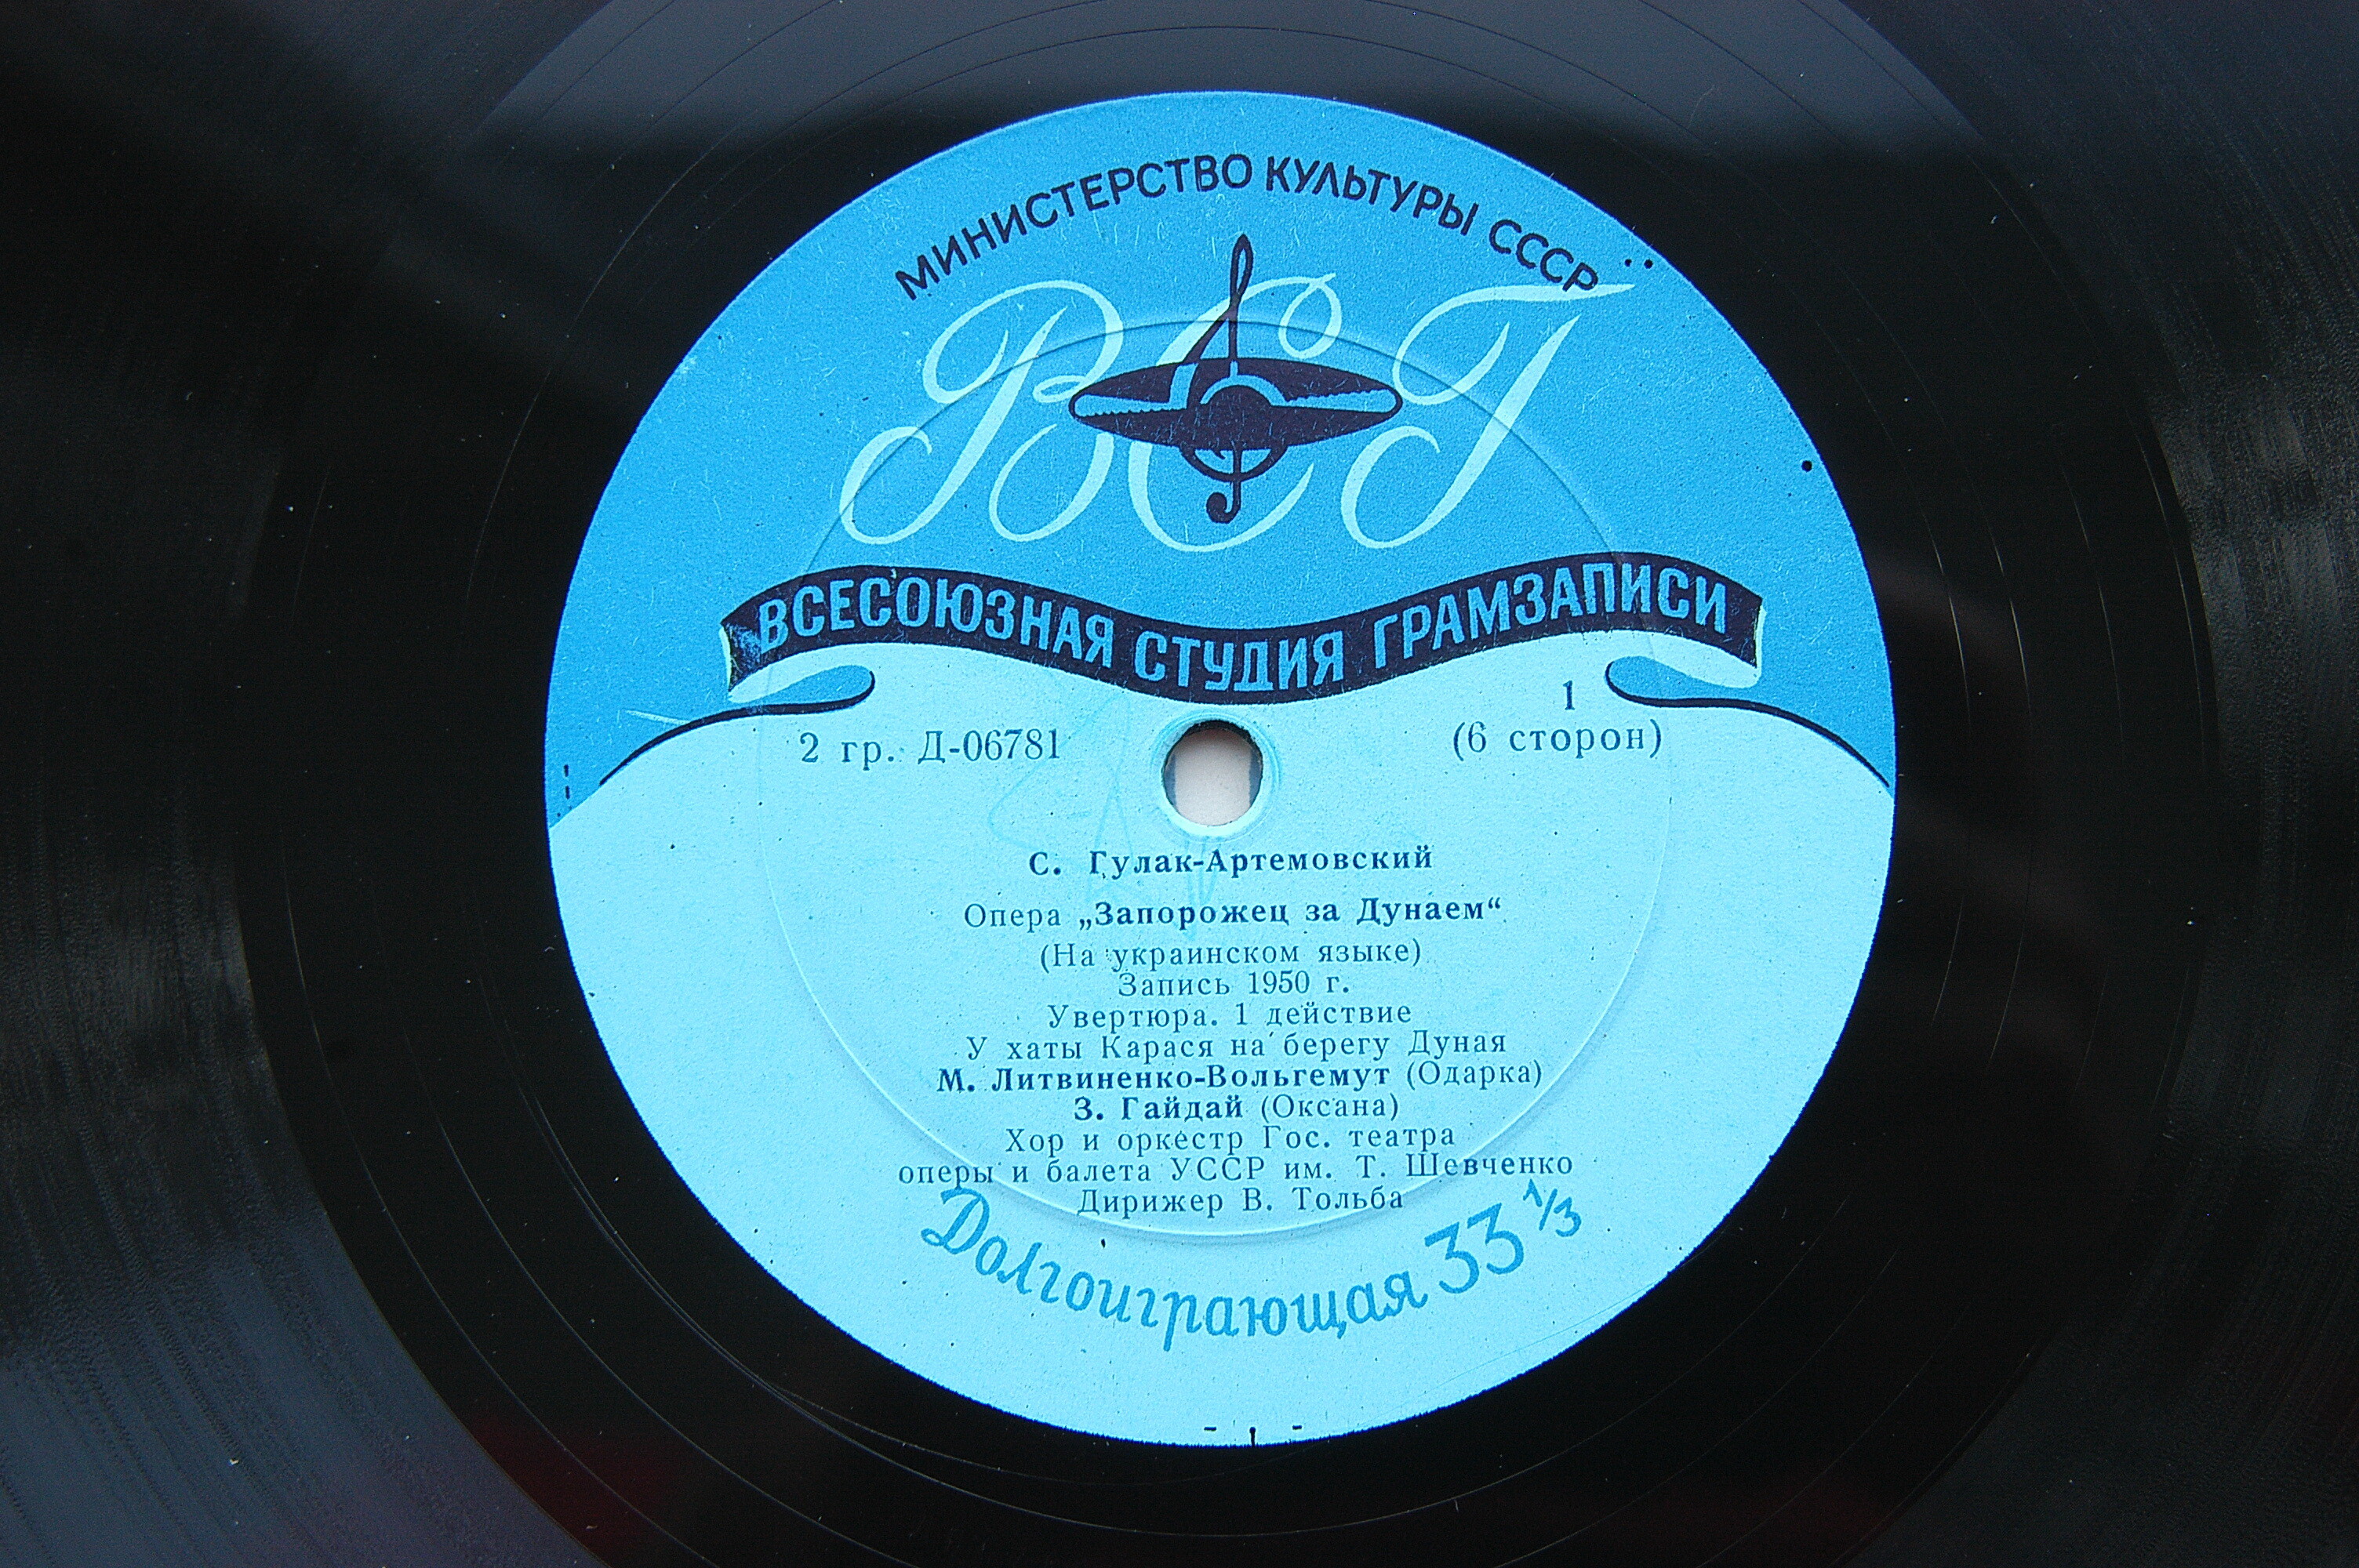 МИНИСТЕРСТВО КУЛЬТУРЫ СССР
ВСГ
ВСЕСОЮЗНАЯ СТУДИЯ ГРАМЗАПИСИ
2 гр. Д-06781
1
(6 сторон)
С. Гулак-Артемовский
Опера „Запорожец за Дунаем“
(На украинском языке)
Запись 1950 г.
Увертюра. 1 действие
У хаты Карася на берегу Дуная
М. Литвиненко-Вольгемут (Одарка)
З. Гайдай (Оксана)
Хор и оркестр Гос. театра
оперы и балета УССР им. Т. Шевченко
Дирижер В. Тольба
Долгоиграющая 33 1/3